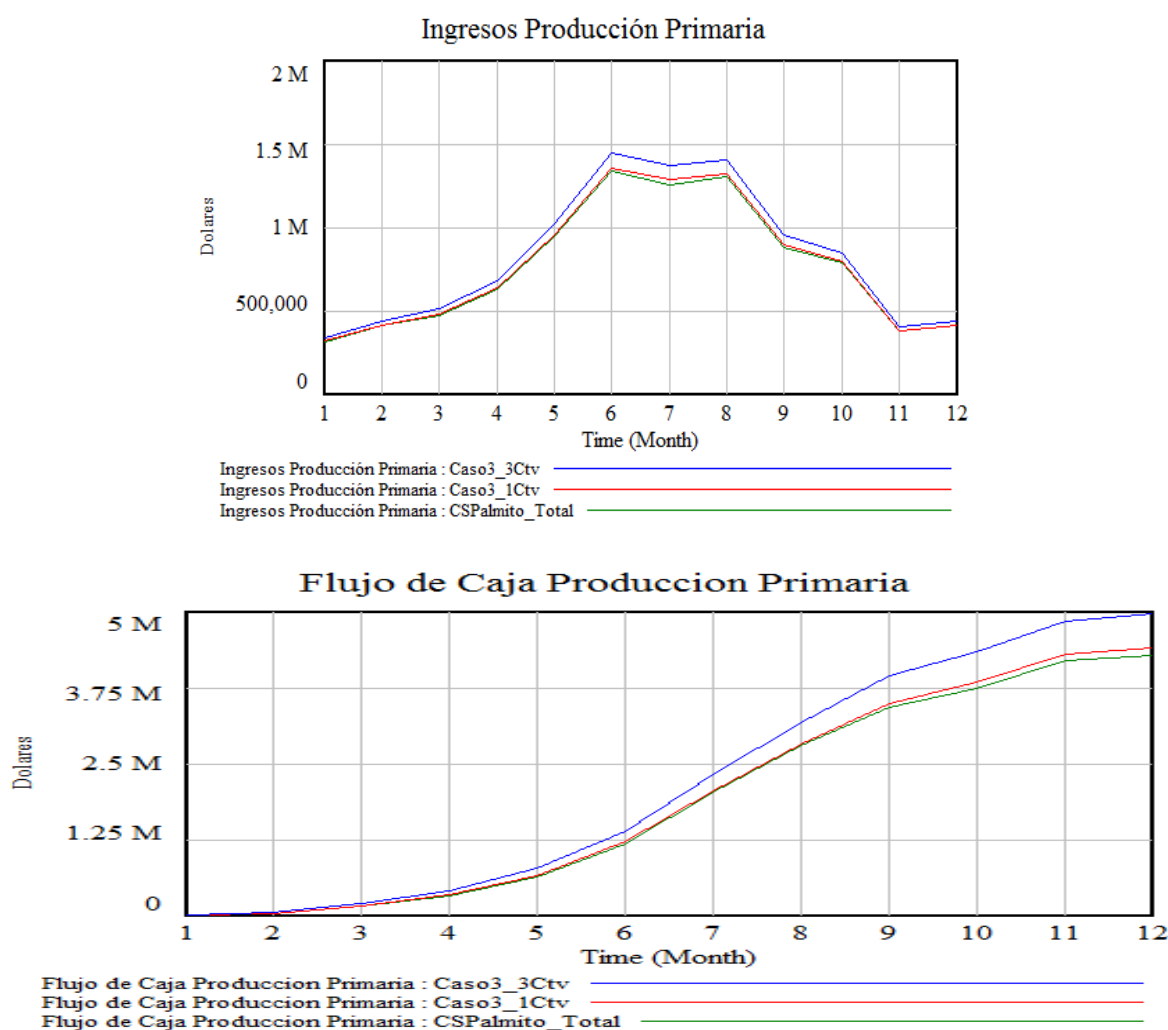 Ingresos Producción Primaria
2 M
1.5 M
1 M
500,000
0
Dolares
1 2 3 4 5 6 7 8 9 10 11 12
Time (Month)
Ingresos Producción Primaria : Caso3_3Ctv
Ingresos Producción Primaria : Caso3_1Ctv
Ingresos Producción Primaria : CSPalmito_Total
Flujo de Caja Produccion Primaria
5 M
3.75 M
2.5 M
1.25 M
0
Dolares
1 2 3 4 5 6 7 8 9 10 11 12
Time (Month)
Flujo de Caja Produccion Primaria : Caso3_3Ctv
Flujo de Caja Produccion Primaria : Caso3_1Ctv
Flujo de Caja Produccion Primaria : CSPalmito_Total